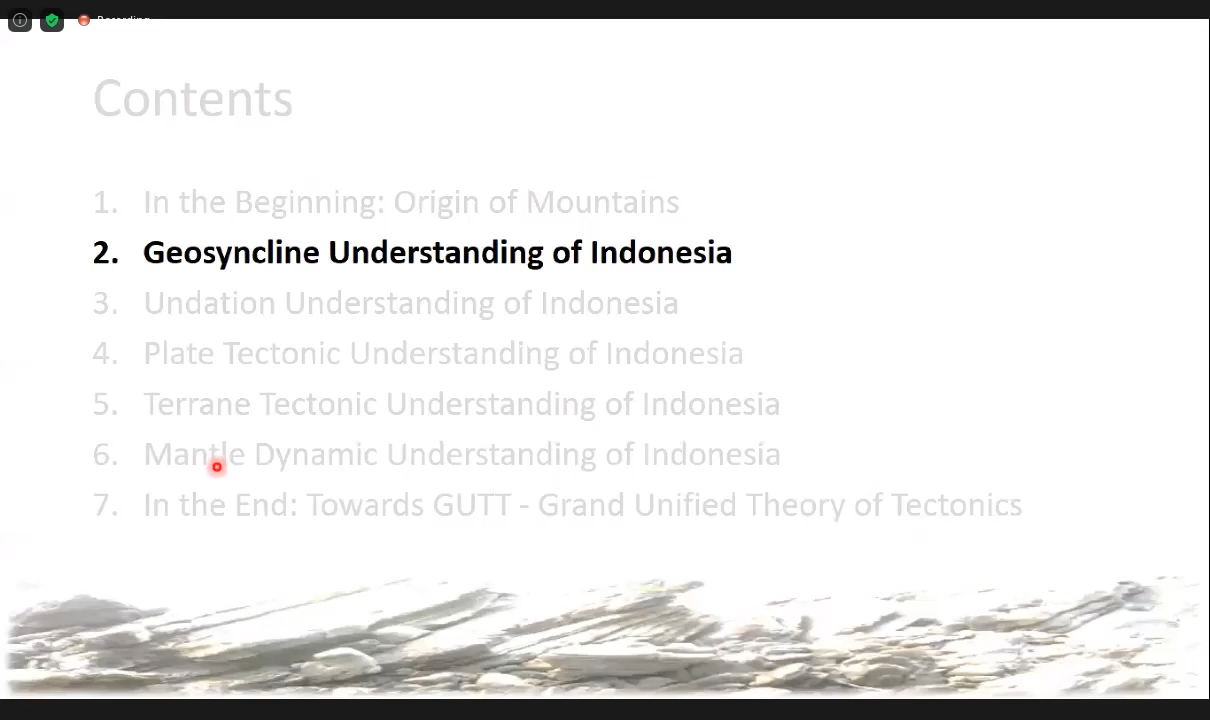 Recording
Contents
1. In the Beginning: Origin of Mountains
2. Geosyncline Understanding of Indonesia
3. Undation Understanding of Indonesia
4. Plate Tectonic Understanding of Indonesia
5. Terrane Tectonic Understanding of Indonesia
6. Mantle Dynamic Understanding of Indonesia
7. In the End: Towards GUTT - Grand Unified Theory of Tectonics